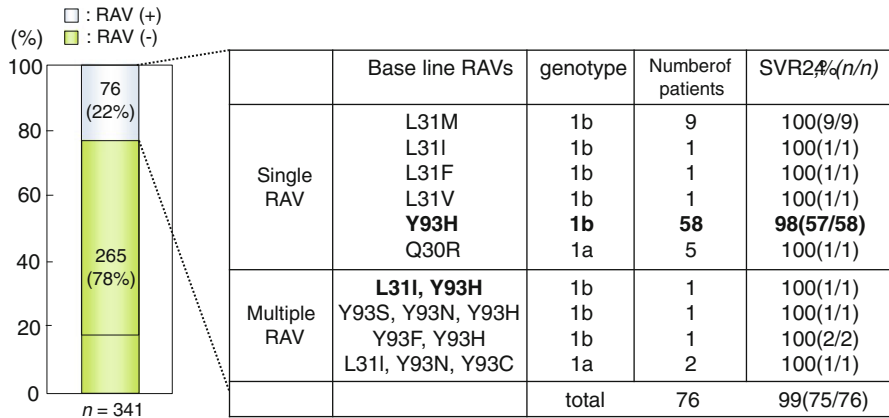 : RAV (+)
: RAV (-)
(%)
100
80
60
40
20
0
76
(22%)
265
(78%)
n = 341
Base line RAVs genotype Numberof patients SVR24,% (n/n)
Single RAV
L31M 1b 9 100(9/9)
L31I 1b 1 100(1/1)
L31F 1b 1 100(1/1)
L31V 1b 1 100(1/1)
Y93H 1b 58 98(57/58)
Q30R 1a 5 100(1/1)
Multiple RAV
L31I, Y93H 1b 1 100(1/1)
Y93S, Y93N, Y93H 1b 1 100(1/1)
Y93F, Y93H 1b 1 100(2/2)
L31I, Y93N, Y93C 1a 2 100(1/1)
total 76 99(75/76)